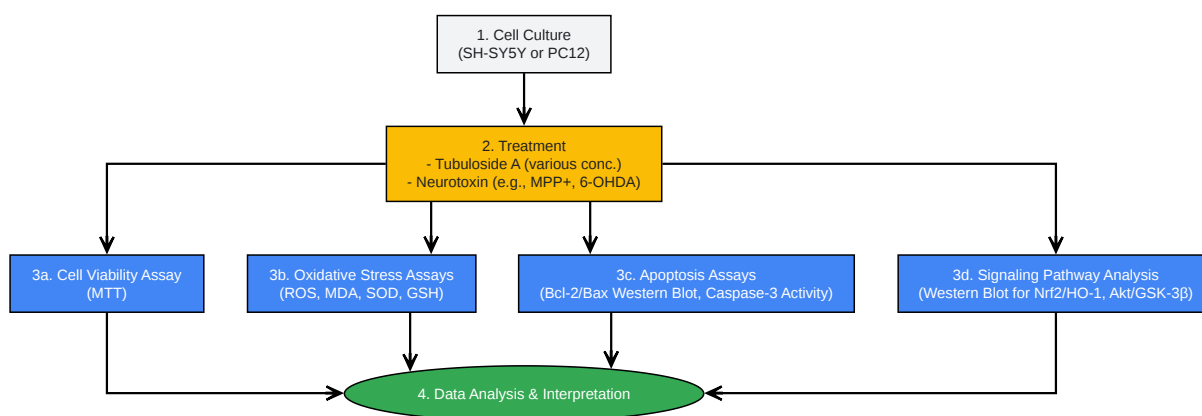 1. Cell Culture
(SH-SY5Y or PC12)
2. Treatment
- Tubuloside A (various conc.)
- Neurotoxin (e.g., MPP+, 6-OHDA)
3a. Cell Viability Assay
(MTT)
3b. Oxidative Stress Assays
(ROS, MDA, SOD, GSH)
3c. Apoptosis Assays
(Bcl-2/Bax Western Blot, Caspase-3 Activity)
3d. Signaling Pathway Analysis
(Western Blot for Nrf2/HO-1, Akt/GSK-3β)
4. Data Analysis & Interpretation